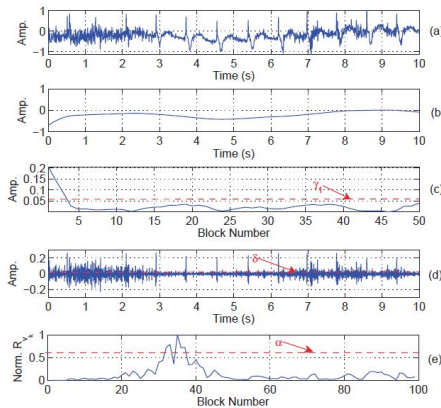 1
0
−1
Amp.
0 1 2 3 4 5 6 7 8 9 10
Time (s)
(a)
0
−1
Amp.
0 1 2 3 4 5 6 7 8 9 10
Time (s)
(b)
0.2
0.15
0.10
0.05
Amp.
γ1
5 10 15 20 25 30 35 40 45 50
Block Number
(c)
0.2
0
−0.2
Amp.
δ
0 1 2 3 4 5 6 7 8 9 10
Time (s)
(d)
1
0.5
0
Norm. R
α
0 20 40 60 80 100
Block Number
(e)